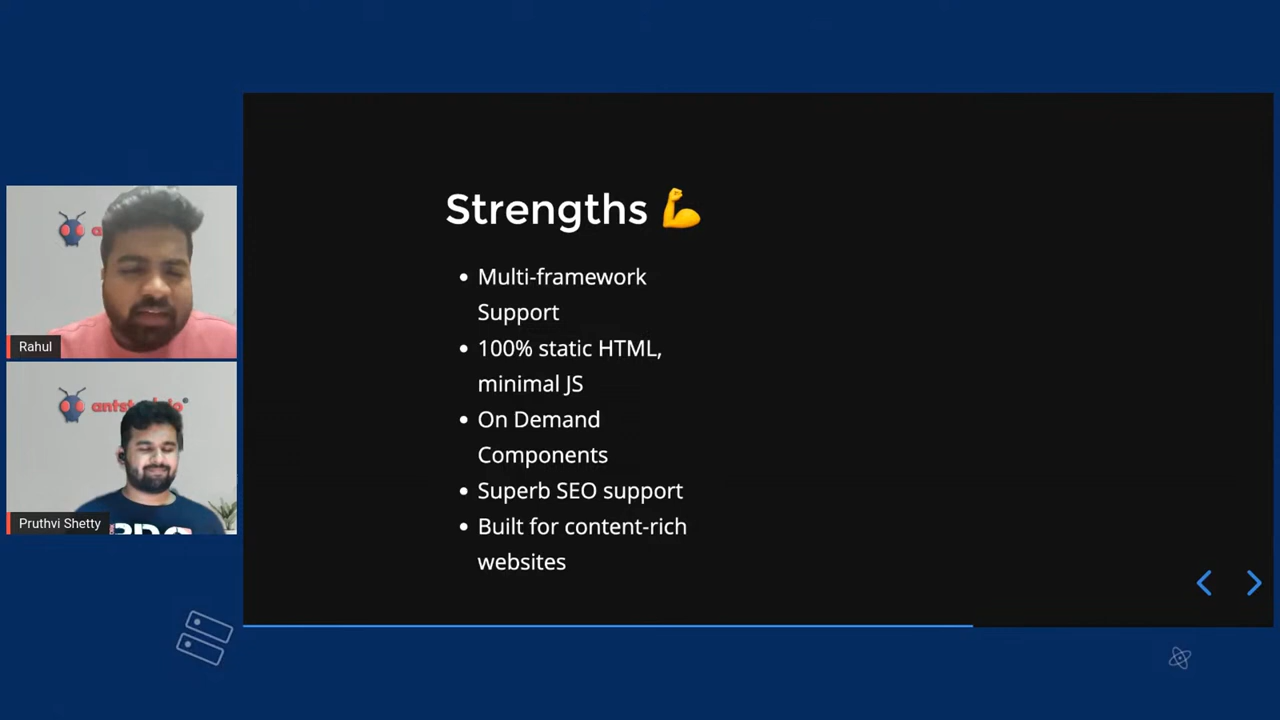 Strengths 💪
• Multi-framework
Support
• 100% static HTML,
minimal JS
• On Demand
Components
• Superb SEO support
• Built for content-rich
websites
Rahul
Pruthvi Shetty